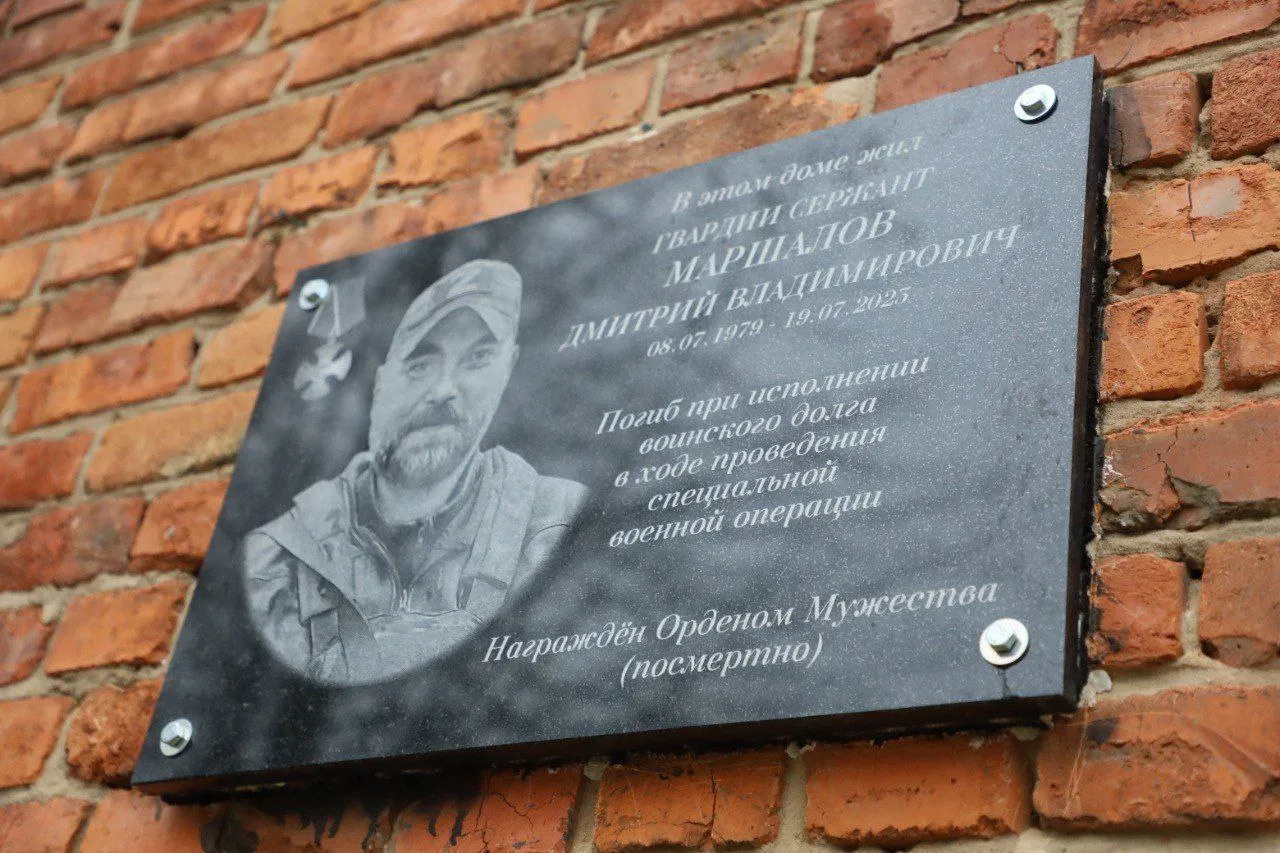 В этом доме жил
ГВАРДИИ СЕРЖАНТ
МАРШАЛОВ
ДМИТРИЙ ВЛАДИМИРОВИЧ
08.07.1979 - 19.07.2025
Погиб при исполнении
воинского долга
в ходе проведения
специальной
военной операции
Награждён Орденом Мужества
(посмертно)